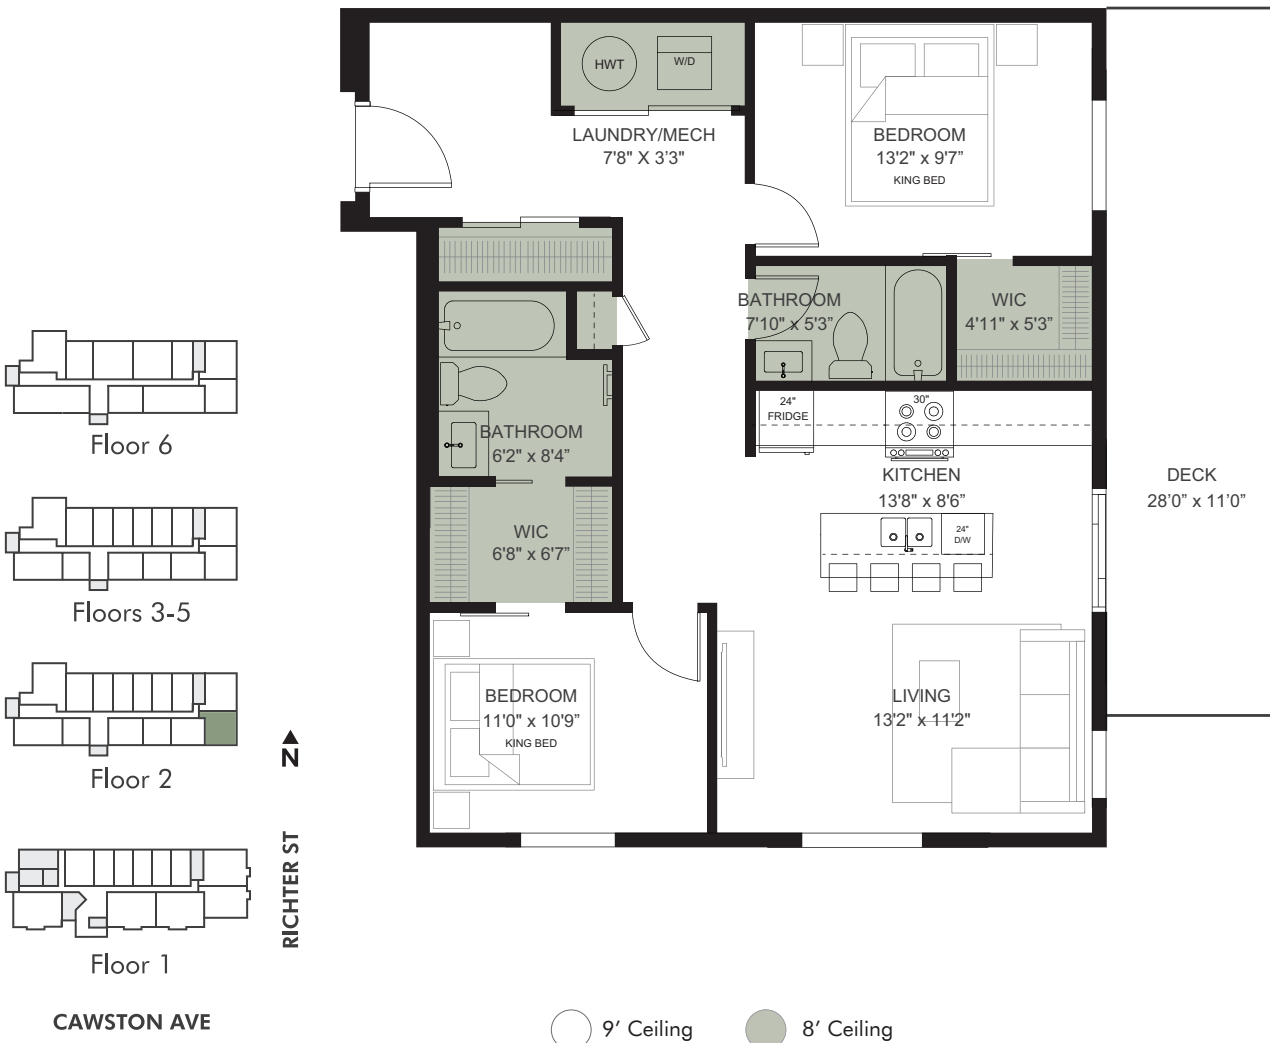 HWT
W/D
LAUNDRY/MECH
7'8" X 3'3"
BEDROOM
13'2" x 9'7”
KING BED
BATHROOM
7'10" x 5'3”
WIC
4'11" x 5'3”
24"
FRIDGE
30"
BATHROOM
6'2" x 8'4”
KITCHEN
13'8” x 8'6”
DECK
28’0” x 11’0”
24"
D/W
WIC
6'8" x 6'7”
BEDROOM
11'0" x 10'9”
KING BED
LIVING
13'2" x 11'2"
Floor 6
Floors 3-5
Floor 2
Floor 1
N
RICHTER ST
CAWSTON AVE
9’ Ceiling
8’ Ceiling